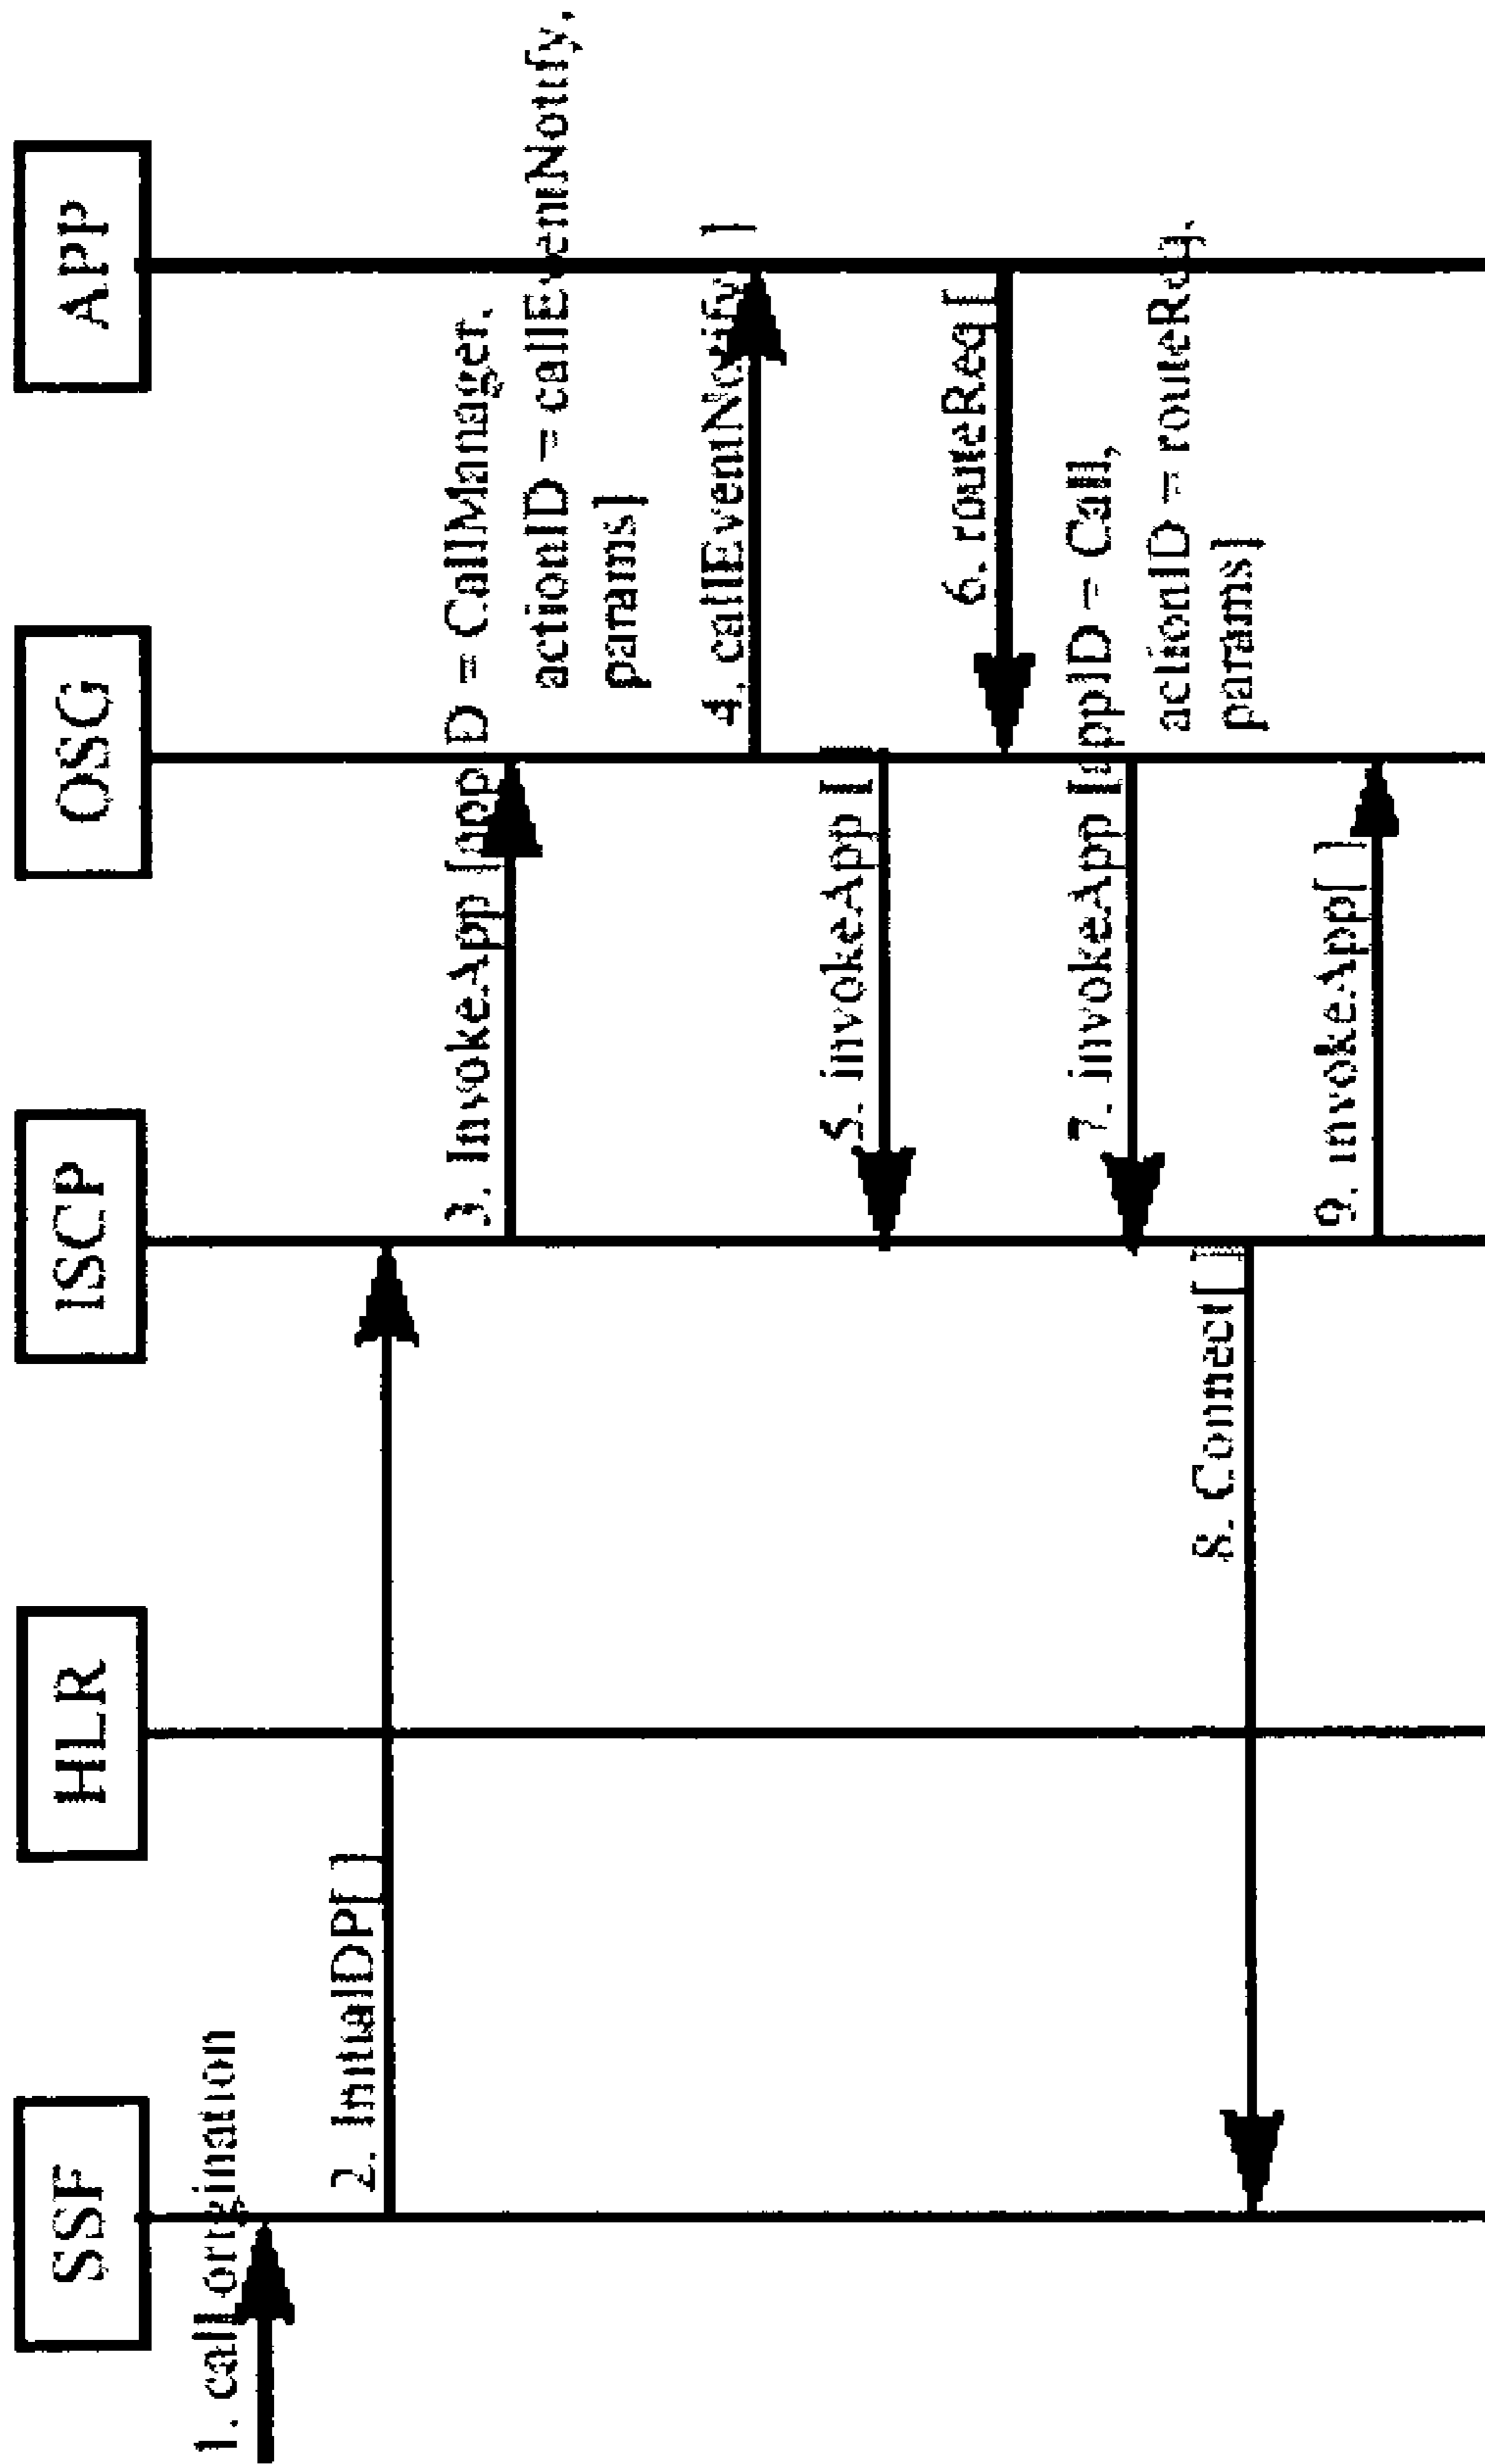 SSF
HLR
ISCP
OSG
APP
1. call origination
2. InitialDP[ ]
3. InvokeApp [appID = CallManager,
actionID = callEventNotify,
params]
4. callEventNotify[ ]
5. invokeApp [ ]
6. routeReq [ ]
7. invokeApp [appID = Call,
actionID = routeReq,
params]
8. Connect[ ]
9. invokeApp[ ]